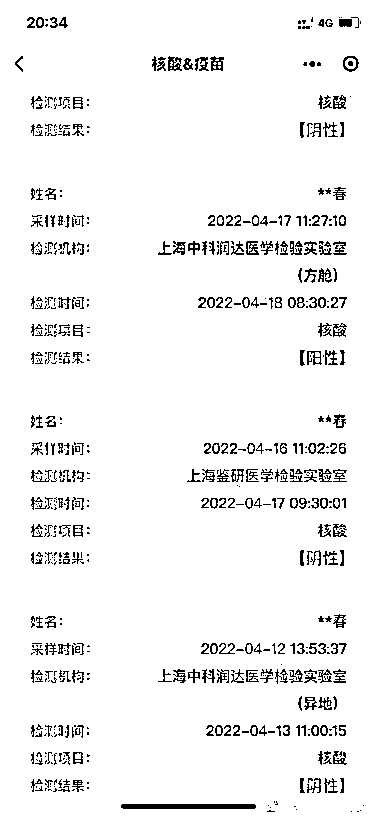 20:34
4G
核酸&疫苗
检测项目：
核酸
检测结果：
【阴性】
姓名：
**春
采样时间：
2022-04-17 11:27:10
检测机构：
上海中科润达医学检验实验室
（方舱）
检测时间：
2022-04-18 08:30:27
检测项目：
核酸
检测结果：
【阳性】
姓名：
**春
采样时间：
2022-04-16 11:02:26
检测机构：
上海鉴研医学检验实验室
检测时间：
2022-04-17 09:30:01
检测项目：
核酸
检测结果：
【阴性】
姓名：
**春
采样时间：
2022-04-12 13:53:37
检测机构：
上海中科润达医学检验实验室
（异地）
检测时间：
2022-04-13 11:00:15
检测项目：
核酸
检测结果：
【阴性】